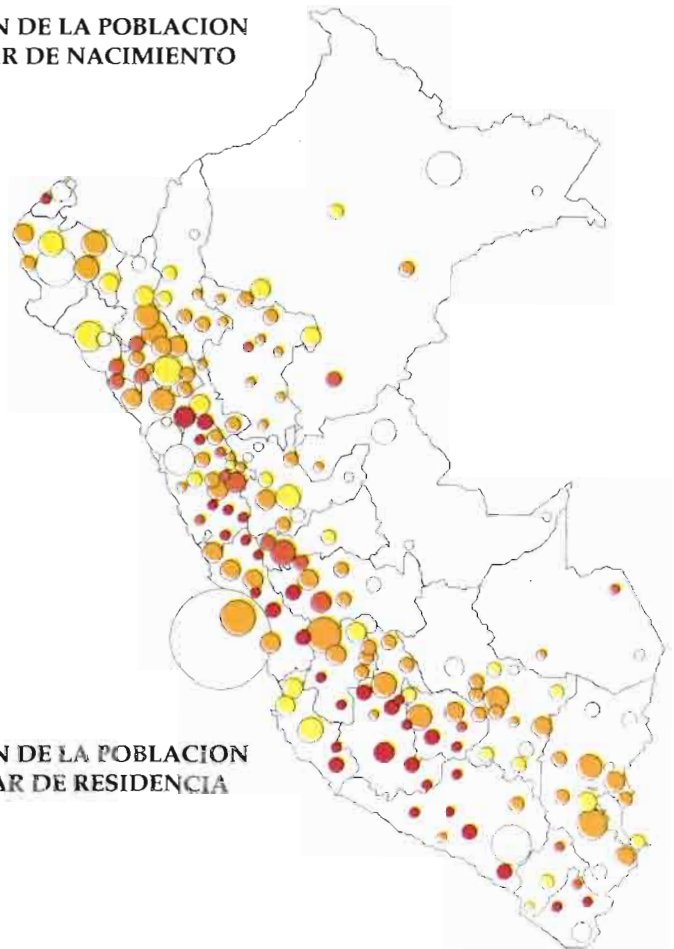 N DE LA POBLACION
R DE NACIMIENTO
N DE LA POBLACION
AR DE RESIDENCIA